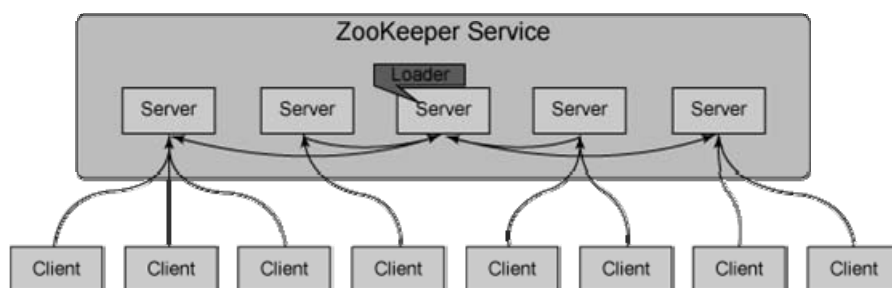 ZooKeeper Service
Loader
Server Server Server Server Server
Client Client Client Client Client Client Client Client